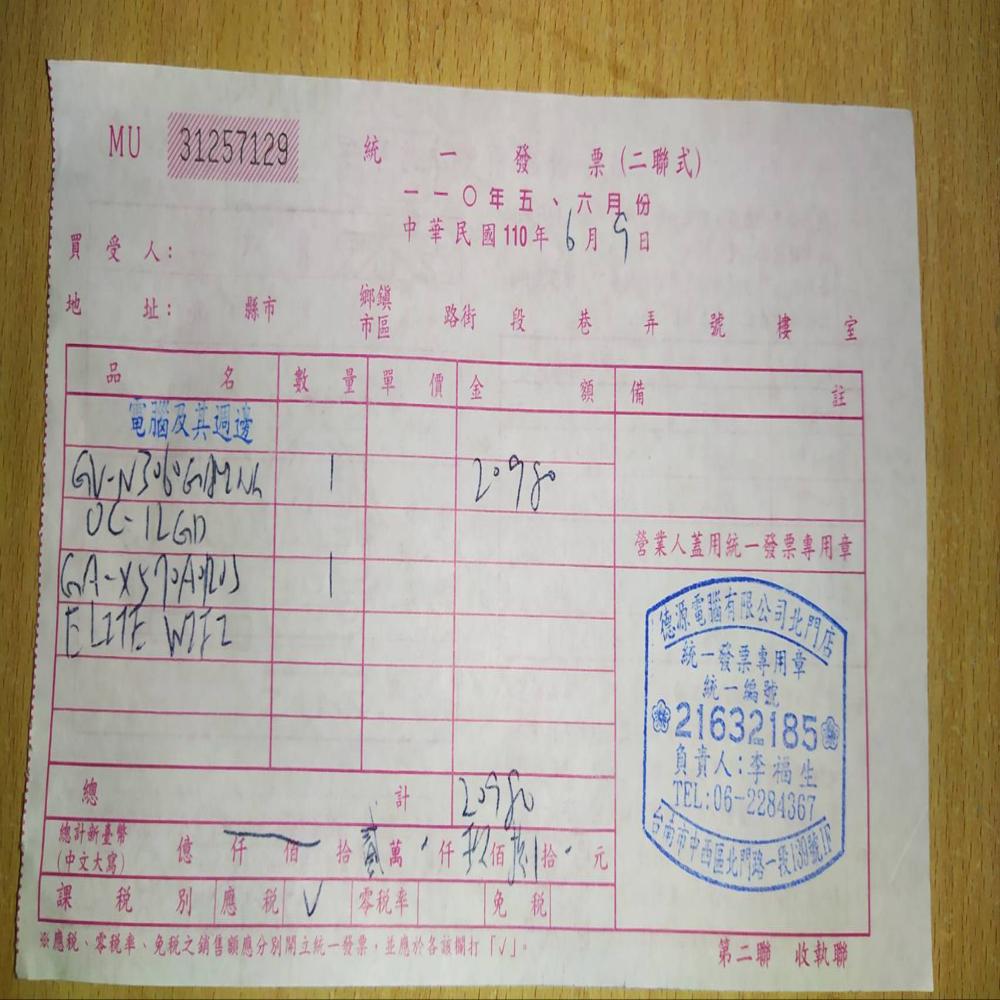 MU 31257129
統一發票(二聯式)
一一〇年五、六月份
中華民國110年6月9日
買受人:
地址: 縣市 鄉鎮市區 路街 段 巷 弄 號 樓 室
品名 數量 單價 金額 備註
電腦及其週邊
GV-N3060GAMING 1 20980
OC-12GD
GA-X570AORUS 1
ELITE WIFI
營業人蓋用統一發票專用章
德源電腦有限公司北門店
統一發票專用章
統一編號
21632185
負責人:李福生
TEL:06-2284367
台南市中西區北門路一段139號1F
總計 20980
總計新臺幣
(中文大寫)
億仟佰拾貳萬仟玖佰捌拾元
課稅別 應稅 √ 零稅率 免稅
※應稅、零稅率、免稅之銷售額應分別開立統一發票,並應於各該欄打「√」。
第二聯 收執聯